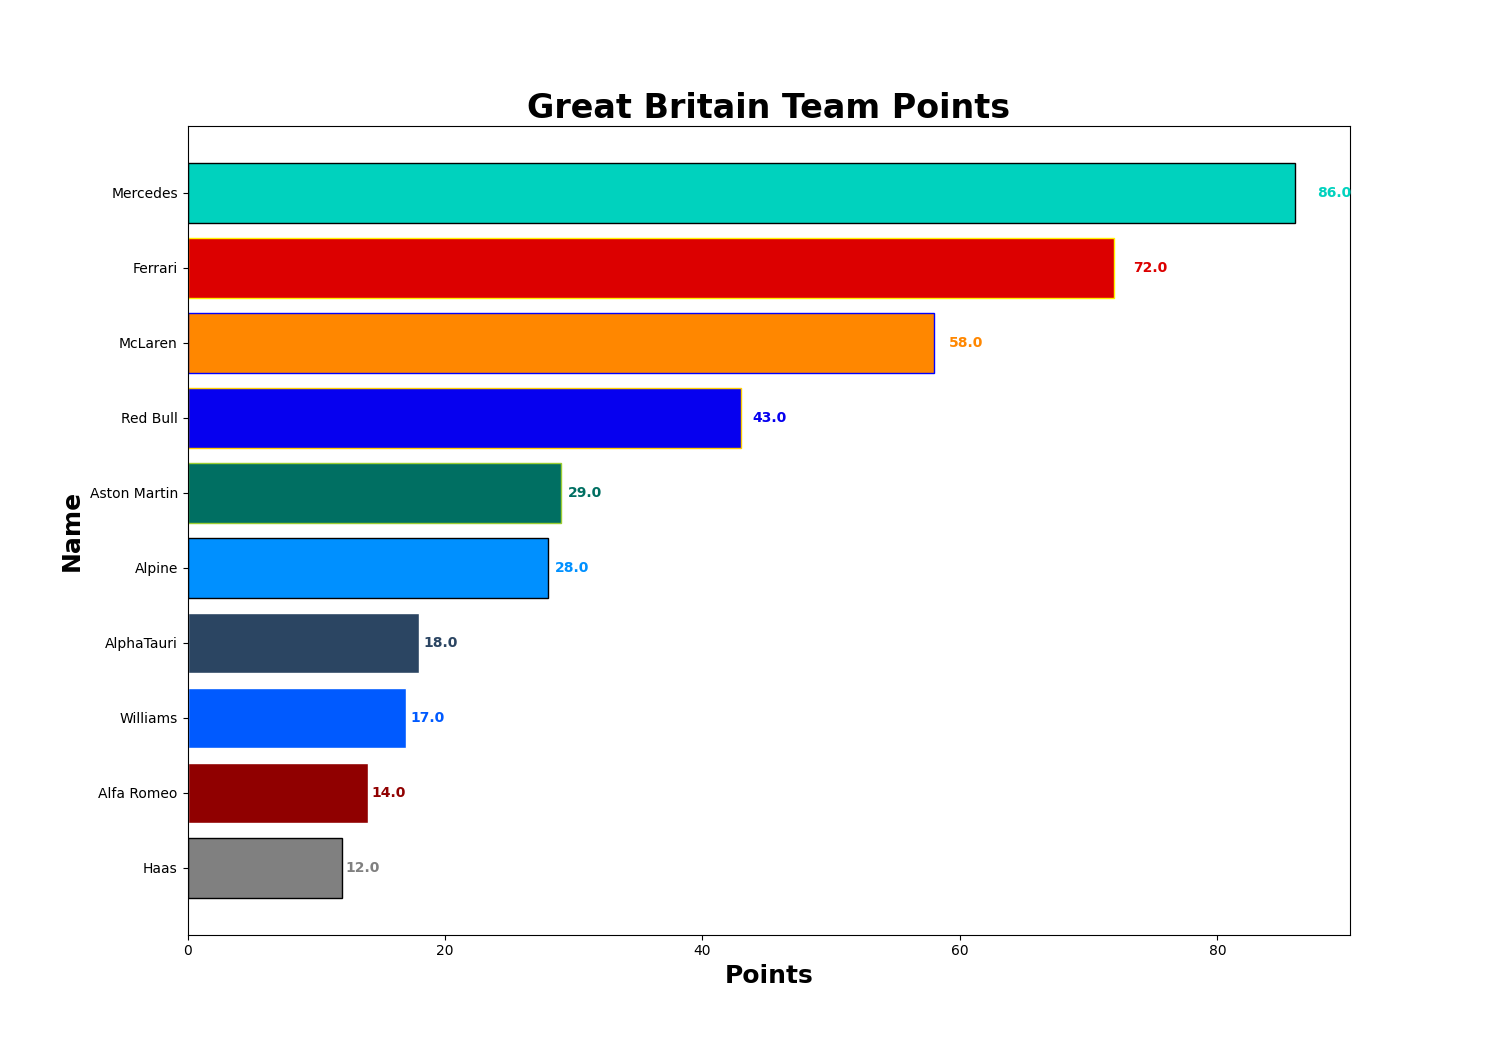 Great Britain Team Points
Mercedes 86.0
Ferrari 72.0
McLaren 58.0
Red Bull 43.0
Aston Martin 29.0
Alpine 28.0
AlphaTauri 18.0
Williams 17.0
Alfa Romeo 14.0
Haas 12.0
Name
0 20 40 60 80
Points